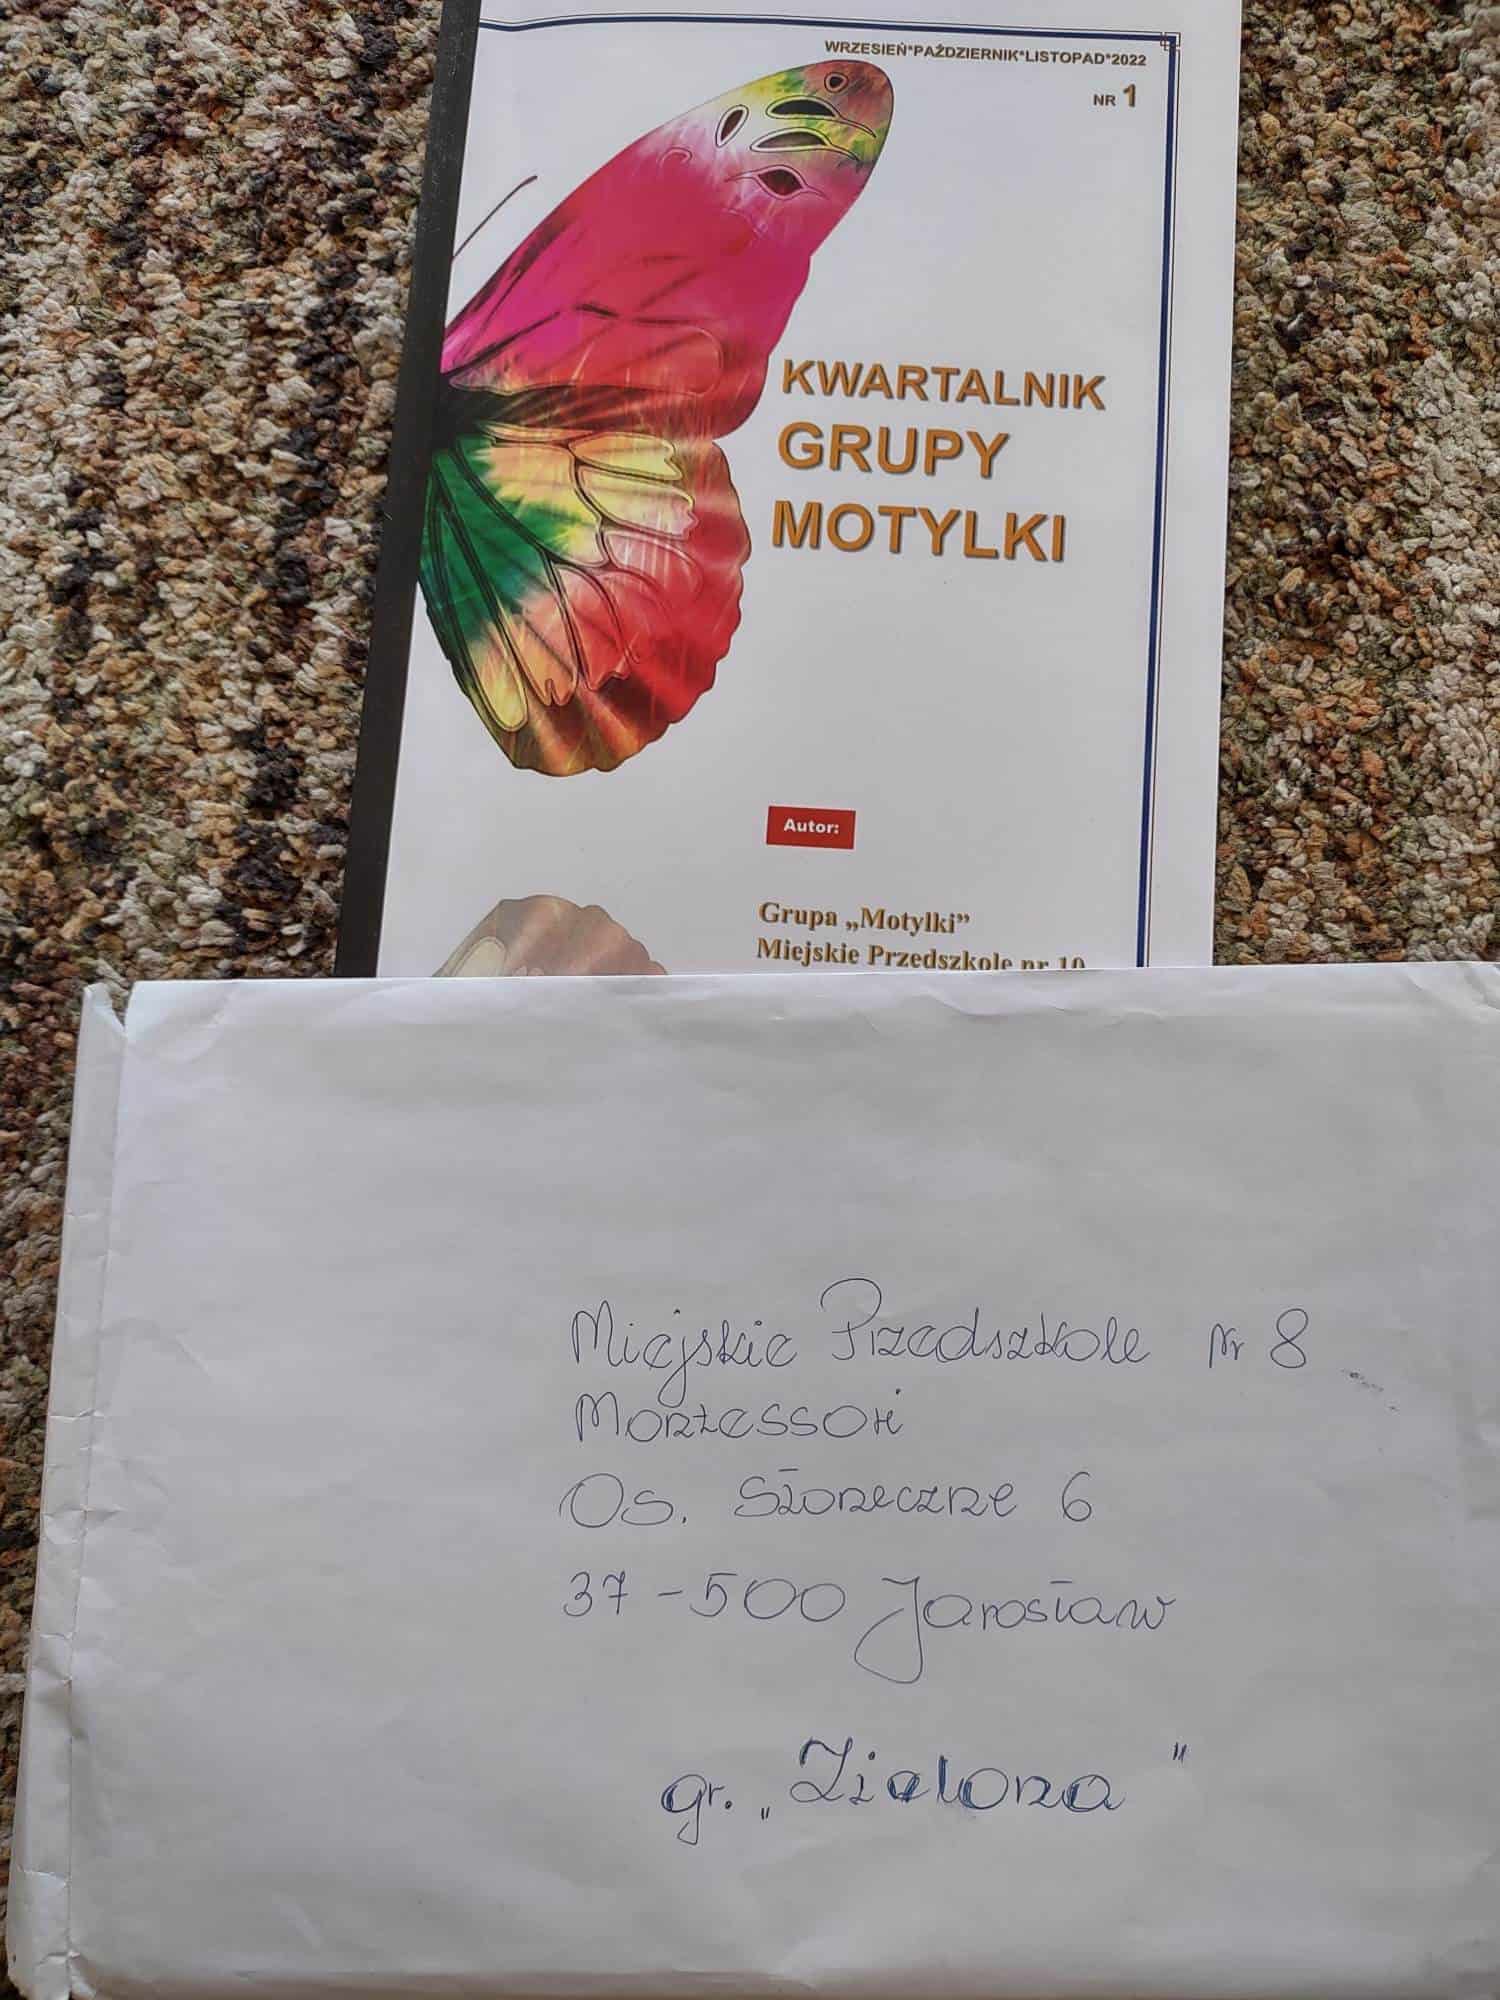 WRZESIEŃ*PAŹDZIERNIK*LISTOPAD*2022
NR 1
KWARTALNIK
GRUPY
MOTYLKI
Autor:
Grupa „Motylki”
Miejskie Przedszkole nr 10
Miejskie Przedszkole Nr 8
Montessori
Os. Słoneczne 6
37-500 Jarosław
gr. „Zielona"